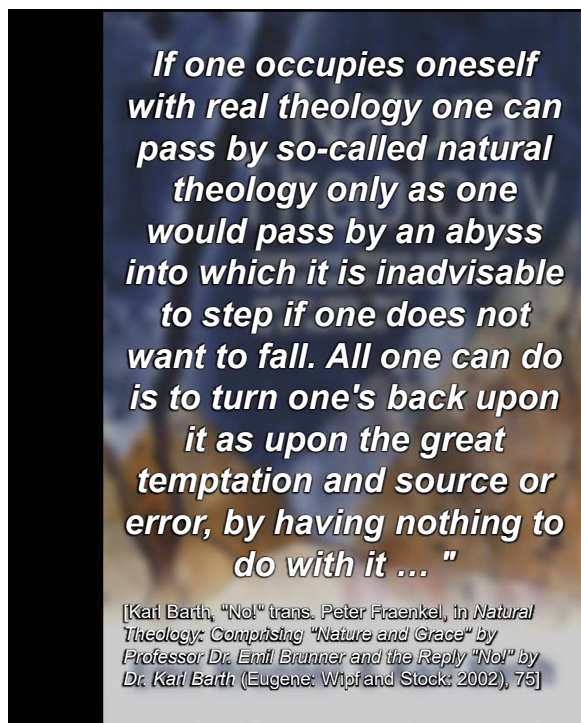 If one occupies oneself
with real theology one can
pass by so-called natural
theology only as one
would pass by an abyss
into which it is inadvisable
to step if one does not
want to fall. All one can do
is to turn one's back upon
it as upon the great
temptation and source or
error, by having nothing to
do with it … "
[Karl Barth, "No!" trans. Peter Fraenkel, in Natural
Theology: Comprising "Nature and Grace" by
Professor Dr. Emil Brunner and the Reply "No!" by
Dr. Karl Barth (Eugene: Wipf and Stock: 2002), 75]